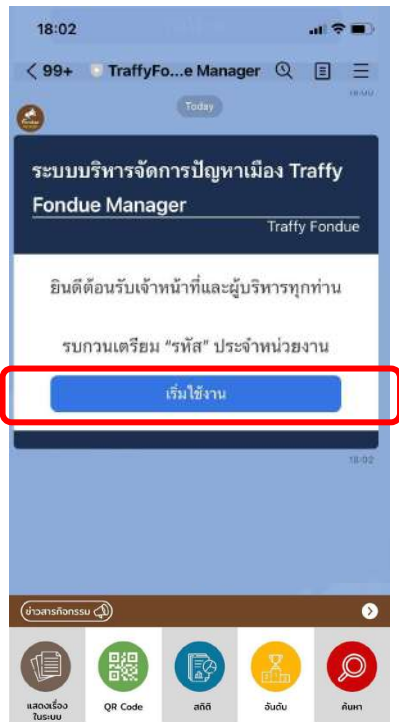 18:02
99+ TraffyFo...e Manager
Today
ระบบบริหารจัดการปัญหาเมือง Traffy
Fondue Manager
Traffy Fondue
ยินดีต้อนรับเจ้าหน้าที่และผู้บริหารทุกท่าน
รบกวนเตรียม “รหัส” ประจำหน่วยงาน
เริ่มใช้งาน
18:02
ข่าวสารกิจกรรม
แสดงเรื่อง
ในระบบ
QR Code
สถิติ
อันดับ
ค้นหา